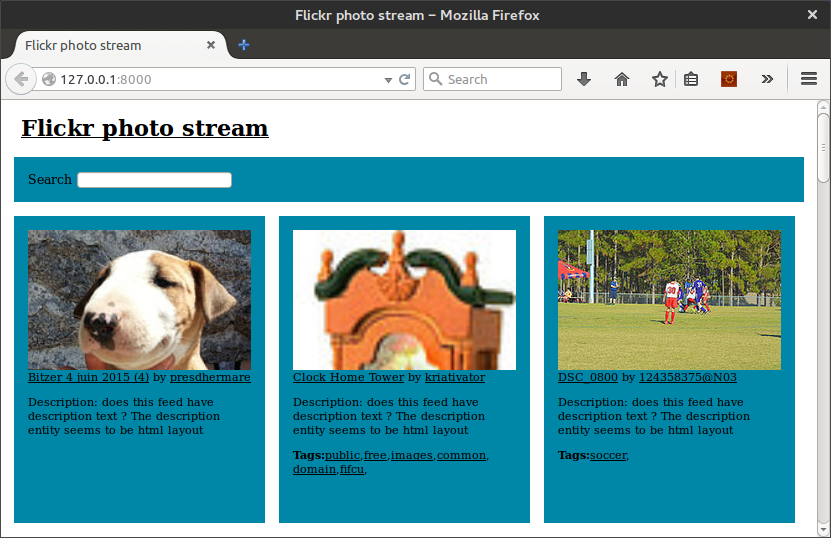 Flickr photo stream - Mozilla Firefox
Flickr photo stream
127.0.0.1:8000
Search
Flickr photo stream
Search
Bitzer 4 juin 2015 (4) by presdhermare
Description: does this feed have
description text ? The description
entity seems to be html layout
Clock Home Tower by kriativator
Description: does this feed have
description text ? The description
entity seems to be html layout
Tags:public,free,images,common,
domain,fifcu,
30
DSC_0800 by 124358375@N03
Description: does this feed have
description text ? The description
entity seems to be html layout
Tags:soccer,